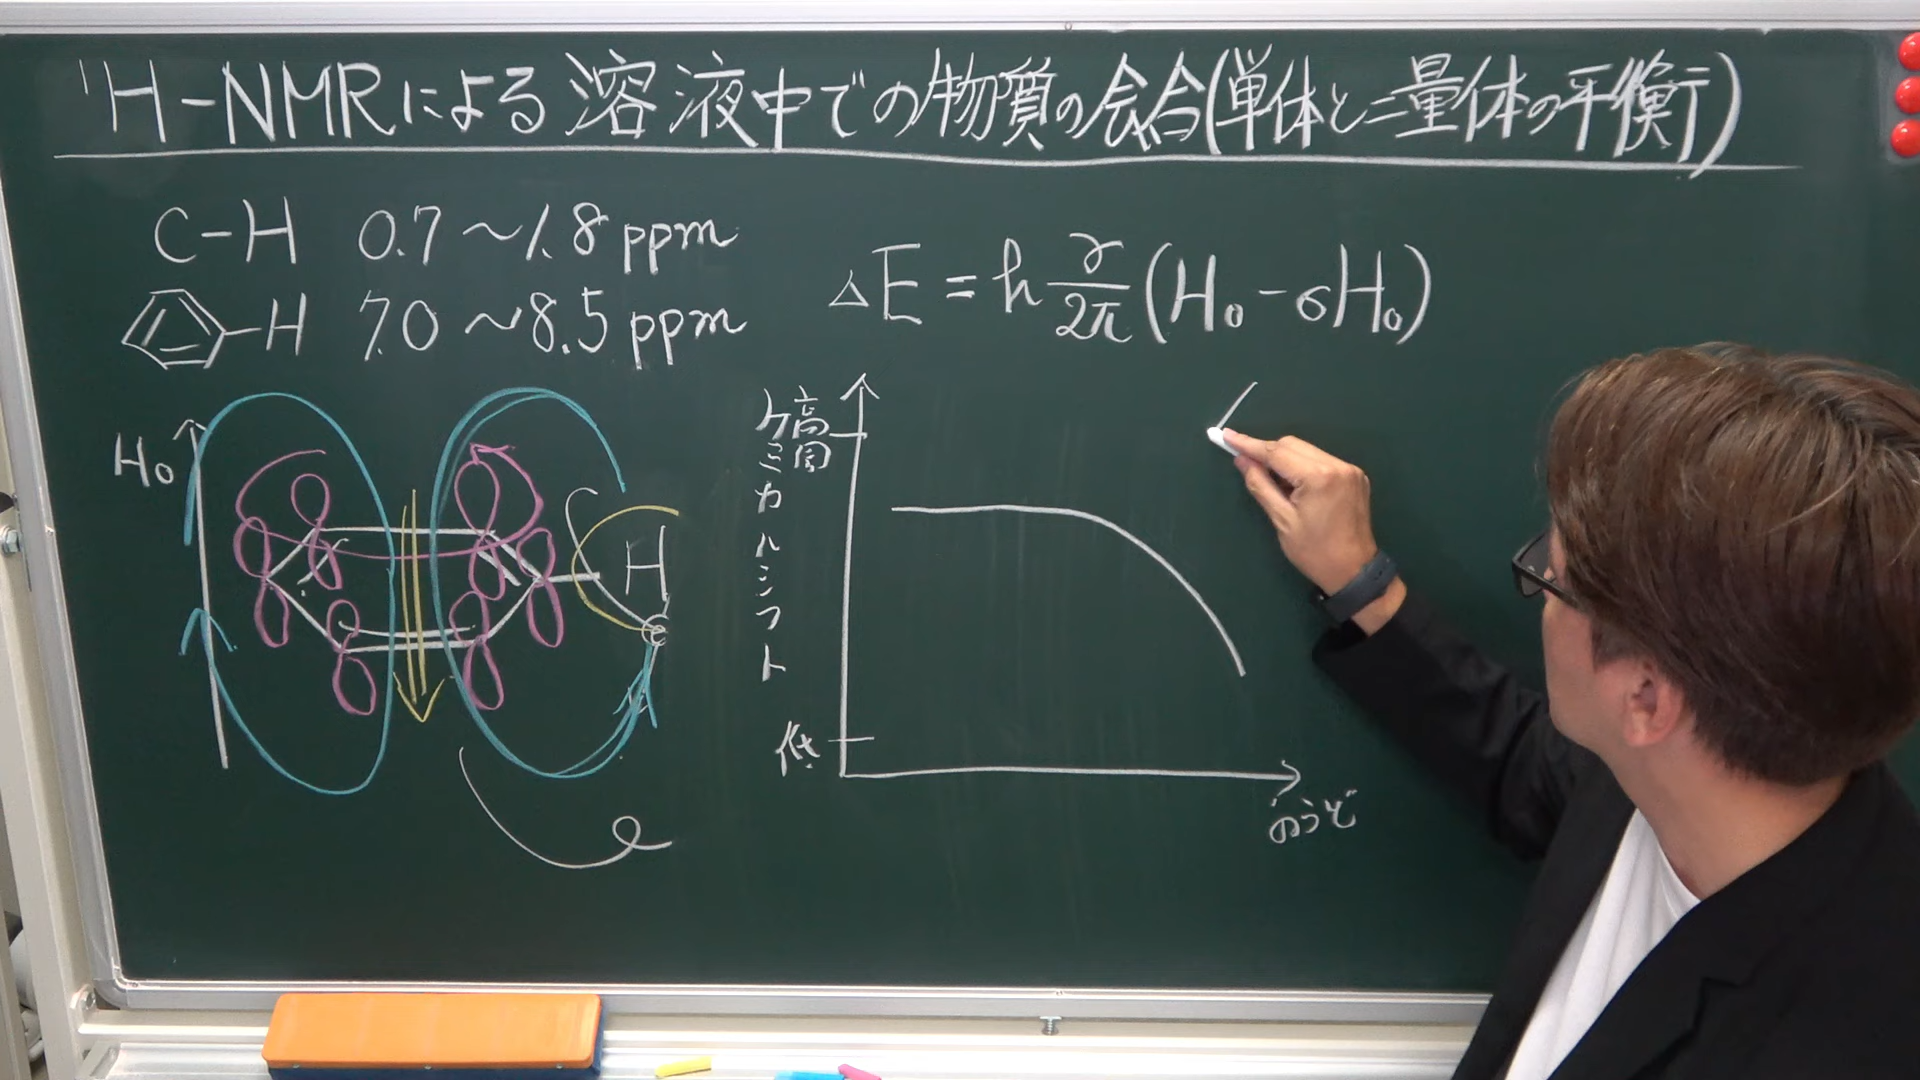 ¹H-NMRによる溶液中での物質の会合(単体と二量体の平衡)
C-H 0.7～1.8 ppm
-H 7.0～8.5 ppm
ΔE = h γ/2π (H₀-σH₀)
H₀
H
e
ケミカルシフト
高周
低
のうど
e